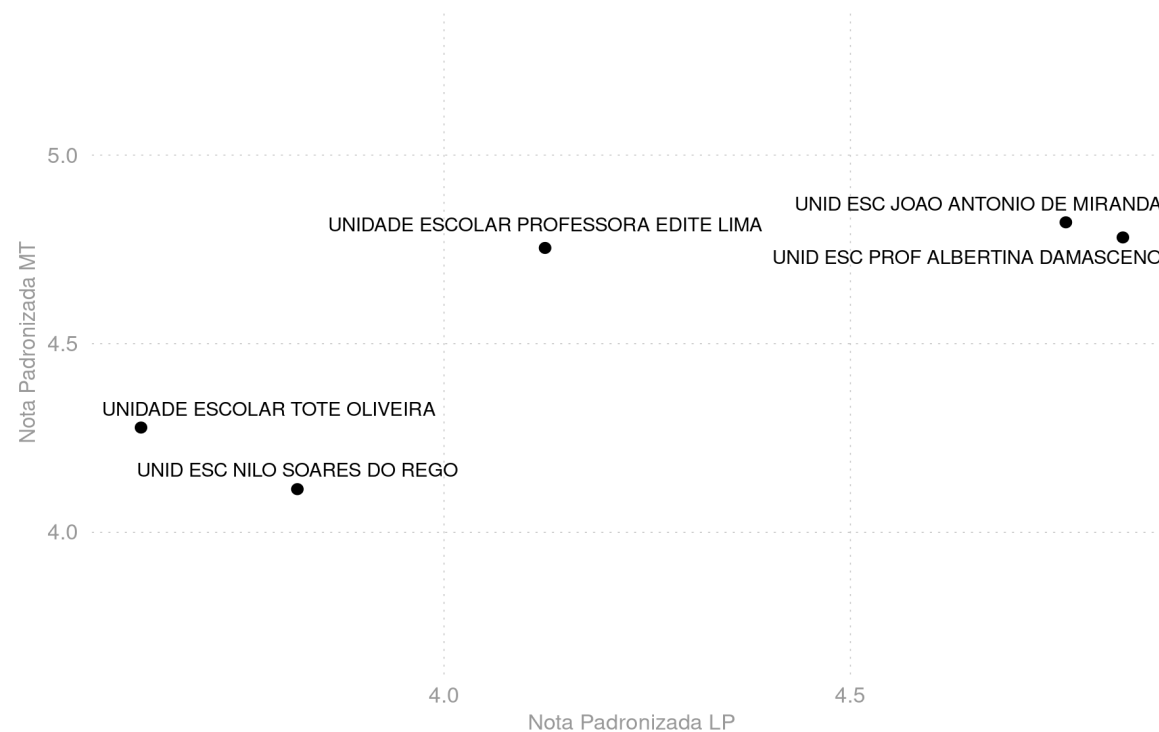 5.0
UNID ESC JOAO ANTONIO DE MIRANDA
UNIDADE ESCOLAR PROFESSORA EDITE LIMA
UNID ESC PROF ALBERTINA DAMASCENO
4.5
Nota Padronizada MT
UNIDADE ESCOLAR TOTE OLIVEIRA
UNID ESC NILO SOARES DO REGO
4.0
4.0
4.5
Nota Padronizada LP